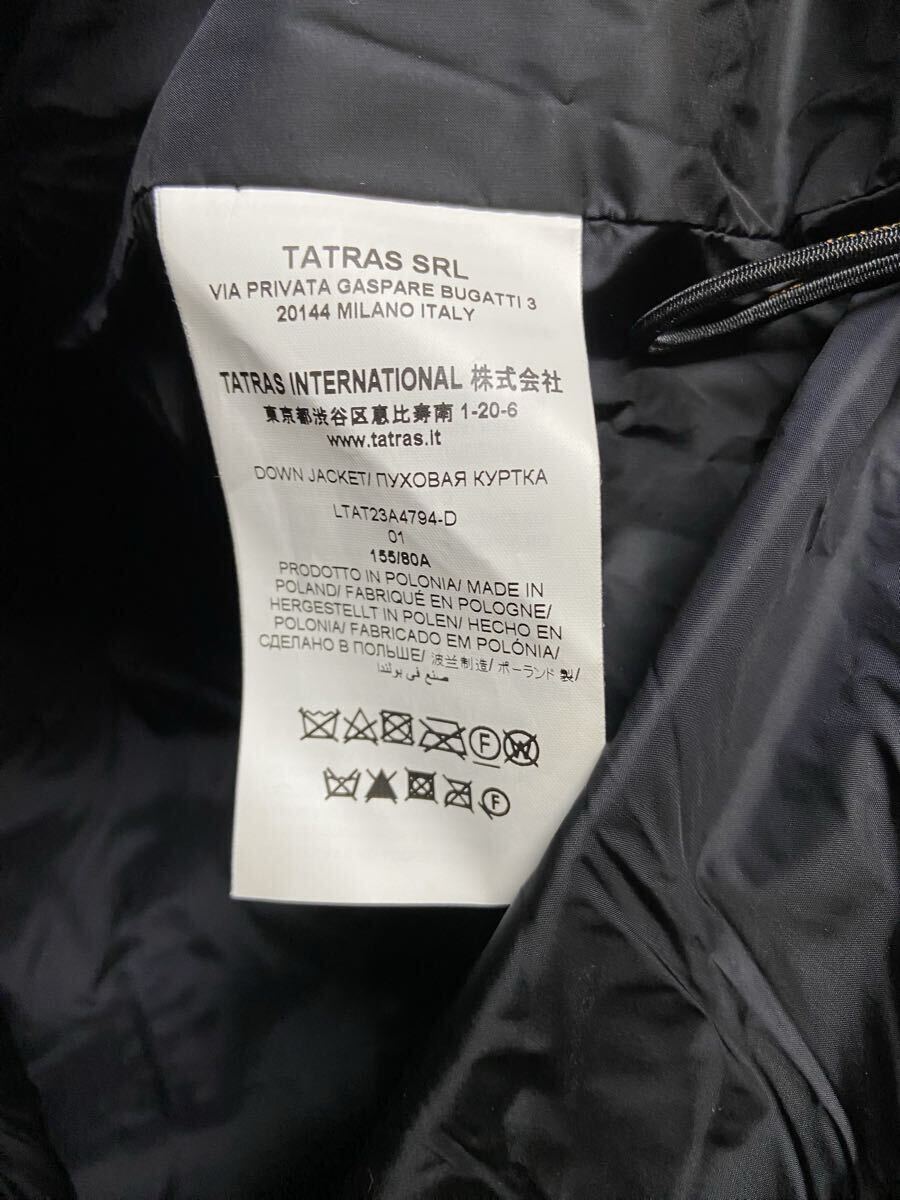 TATRAS SRL
VIA PRIVATA GASPARE BUGATTI 3
20144 MILANO ITALY
TATRAS INTERNATIONAL 株式会社
東京都渋谷区恵比寿南 1-20-6
www.tatras.it
DOWN JACKET/ ПУХОВАЯ КУРТКА
LTAT23A4794-D
01
155/80A
PRODOTTO IN POLONIA/ MADE IN
POLAND/ FABRIQUÉ EN POLOGNE/
HERGESTELLT IN POLEN/ HECHO EN
POLONIA/ FABRICADO EM POLÔNIA/
СДЕЛАНО В ПОЛЬШЕ/ 波兰制造/ ポーランド 製/
صنع في بولندا
F W
F